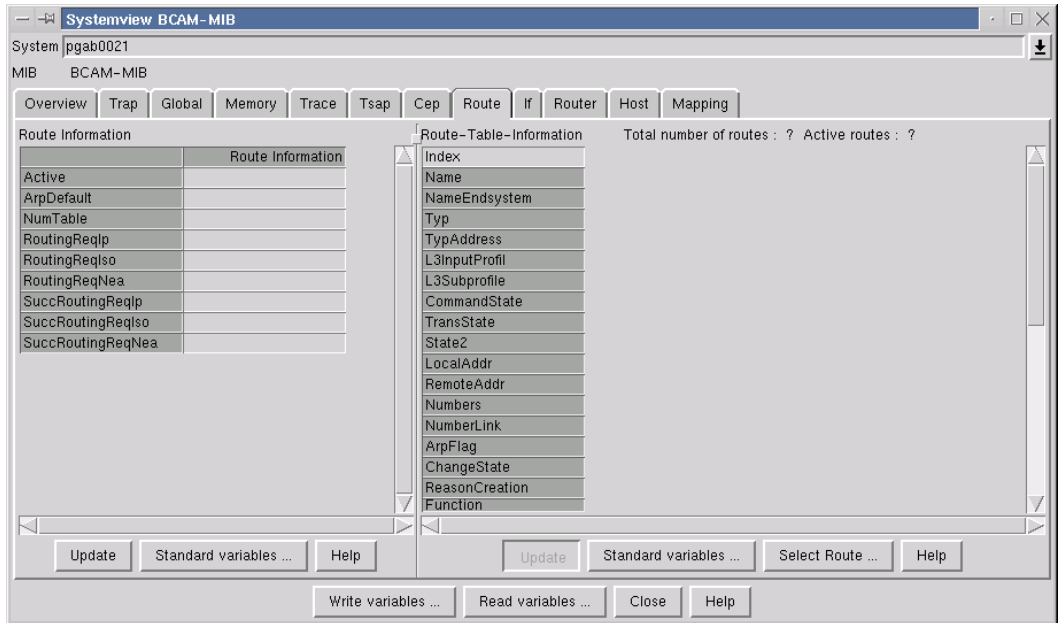 Systemview BCAM-MIB
System pgab0021
MIB BCAM-MIB
Overview Trap Global Memory Trace Tsap Cep Route If Router Host Mapping
Route Information
Route Information
Active
ArpDefault
NumTable
RoutingReqIp
RoutingReqIso
RoutingReqNea
SuccRoutingReqIp
SuccRoutingReqIso
SuccRoutingReqNea
Update Standard variables ... Help
Route-Table-Information Total number of routes : ? Active routes : ?
Index
Name
NameEndsystem
Typ
TypAddress
L3InputProfil
L3Subprofile
CommandState
TransState
State2
LocalAddr
RemoteAddr
Numbers
NumberLink
ArpFlag
ChangeState
ReasonCreation
Function
Update Standard variables ... Select Route ... Help
Write variables ... Read variables ... Close Help